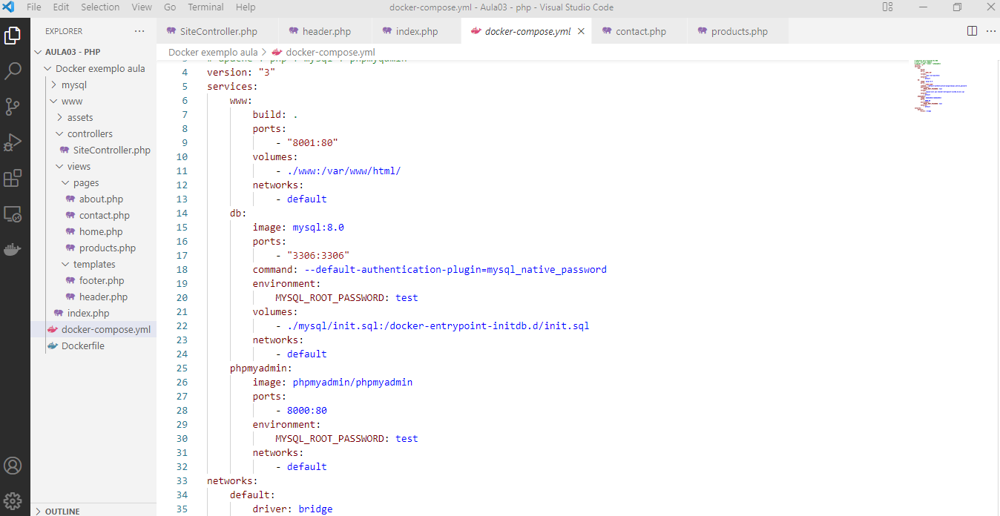 File Edit Selection View Go Terminal Help
docker-compose.yml - Aula03 - php - Visual Studio Code
EXPLORER
SiteController.php
header.php
index.php
docker-compose.yml
contact.php
products.php
AULA03 - PHP
Docker exemplo aula
mysql
www
assets
controllers
SiteController.php
views
pages
about.php
contact.php
home.php
products.php
templates
footer.php
header.php
index.php
docker-compose.yml
Dockerfile
OUTLINE
Docker exemplo aula > docker-compose.yml
4 version: "3"
5 services:
6 www:
7 build: .
8 ports:
9 - "8001:80"
10 volumes:
11 - ./www:/var/www/html/
12 networks:
13 - default
14 db:
15 image: mysql:8.0
16 ports:
17 - "3306:3306"
18 command: --default-authentication-plugin=mysql_native_password
19 environment:
20 MYSQL_ROOT_PASSWORD: test
21 volumes:
22 - ./mysql/init.sql:/docker-entrypoint-initdb.d/init.sql
23 networks:
24 - default
25 phpmyadmin:
26 image: phpmyadmin/phpmyadmin
27 ports:
28 - 8000:80
29 environment:
30 MYSQL_ROOT_PASSWORD: test
31 networks:
32 - default
33 networks:
34 default:
35 driver: bridge